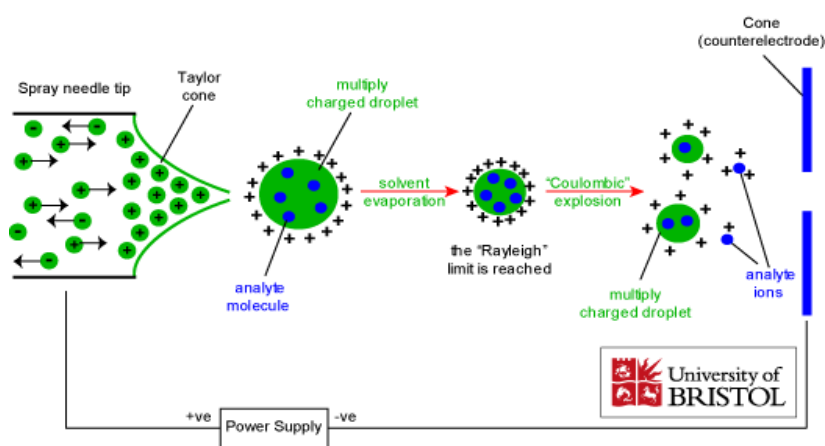 Cone
(counterelectrode)
Taylor
cone
Spray needle tip
multiply
charged droplet
solvent
evaporation
"Coulombic"
explosion
the "Rayleigh"
limit is reached
analyte
molecule
multiply
charged droplet
analyte
ions
University of
BRISTOL
+ve
Power Supply
-ve